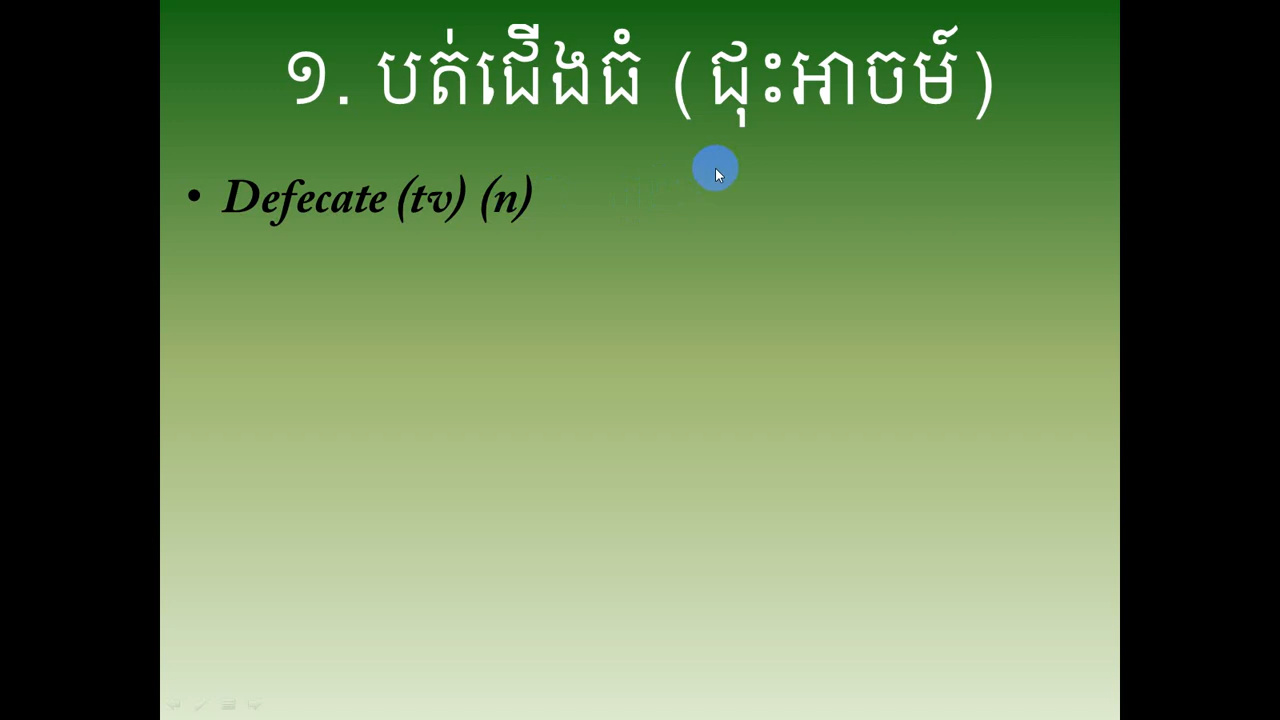 ១. បត់ជើងធំ (ជុះអាចម៍)
• Defecate (tv) (n)